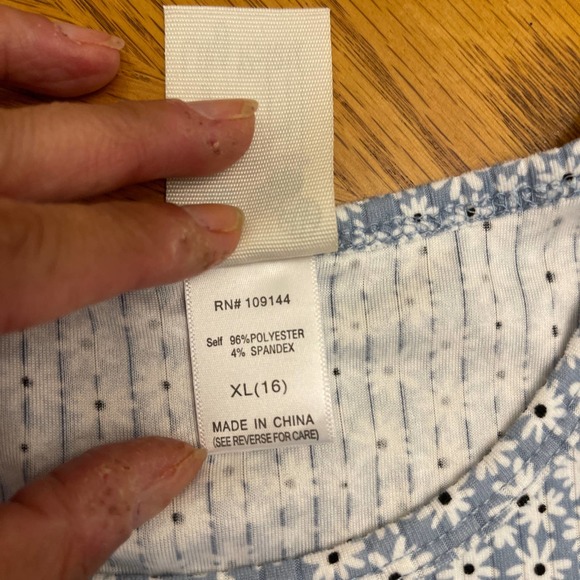 RN# 109144
Self 96%POLYESTER
4% SPANDEX
XL(16)
MADE IN CHINA
(SEE REVERSE FOR CARE)